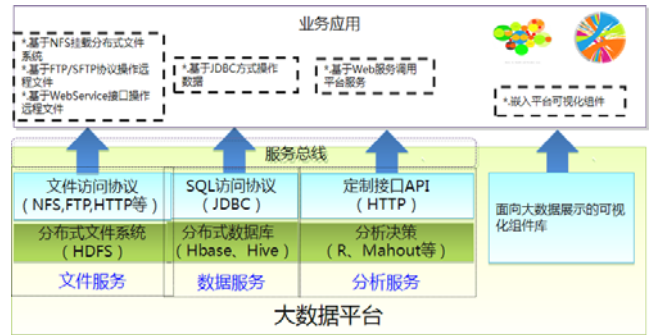 业务应用
*.基于NFS挂载分布式文件
系统
*.基于FTP/SFTP协议操作远
程文件
*.基于WebService接口操作
远程文件
*.基于JDBC方式操作
数据
*.基于Web服务调用
平台服务
*.嵌入平台可视化组件
服务总线
文件访问协议
（NFS,FTP,HTTP等）
SQL访问协议
（JDBC）
定制接口API
（HTTP）
面向大数据展示的可视
化组件库
分布式文件系统
（HDFS）
分布式数据库
（Hbase、Hive）
分析决策
（R、Mahout等）
文件服务
数据服务
分析服务
大数据平台